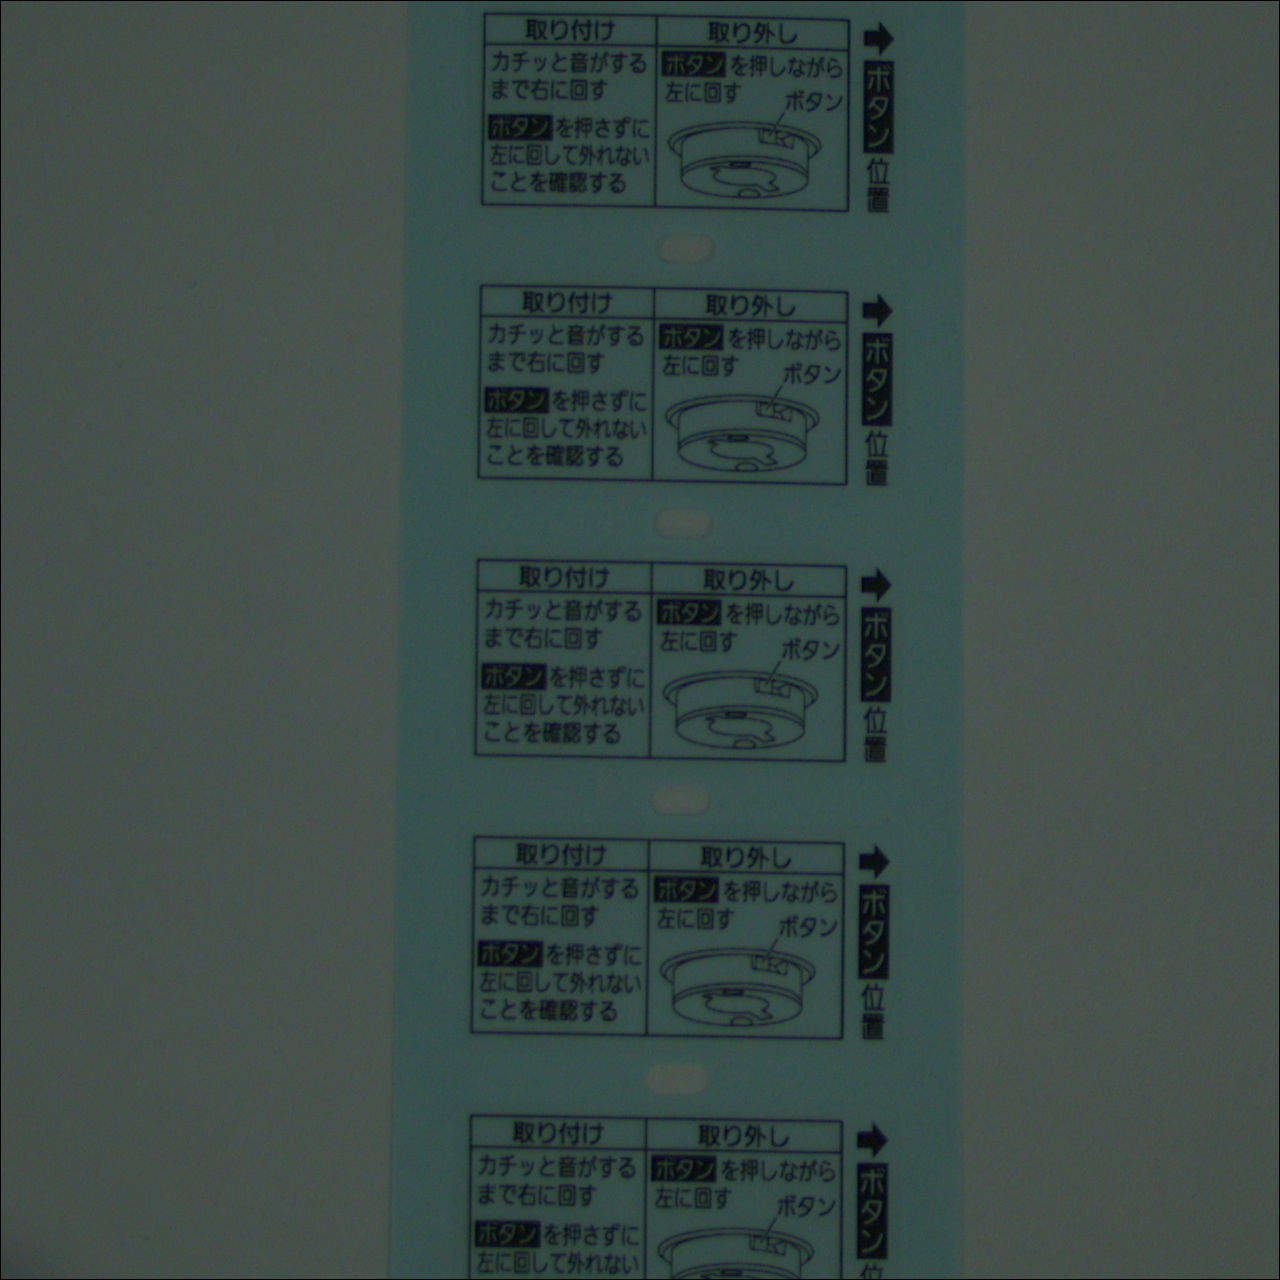 取り付け
カチッと音がする
まで右に回す
ボタンを押さずに
左に回して外れない
ことを確認する
取り外し
ボタンを押しながら
左に回す
ボタン
➡ボタン位置
取り付け
カチッと音がする
まで右に回す
ボタンを押さずに
左に回して外れない
ことを確認する
取り外し
ボタンを押しながら
左に回す
ボタン
➡ボタン位置
取り付け
カチッと音がする
まで右に回す
ボタンを押さずに
左に回して外れない
ことを確認する
取り外し
ボタンを押しながら
左に回す
ボタン
➡ボタン位置
取り付け
カチッと音がする
まで右に回す
ボタンを押さずに
左に回して外れない
ことを確認する
取り外し
ボタンを押しながら
左に回す
ボタン
➡ボタン位置
取り付け
カチッと音がする
まで右に回す
ボタンを押さずに
左に回して外れない
取り外し
ボタンを押しながら
左に回す
ボタン
➡ボタン位